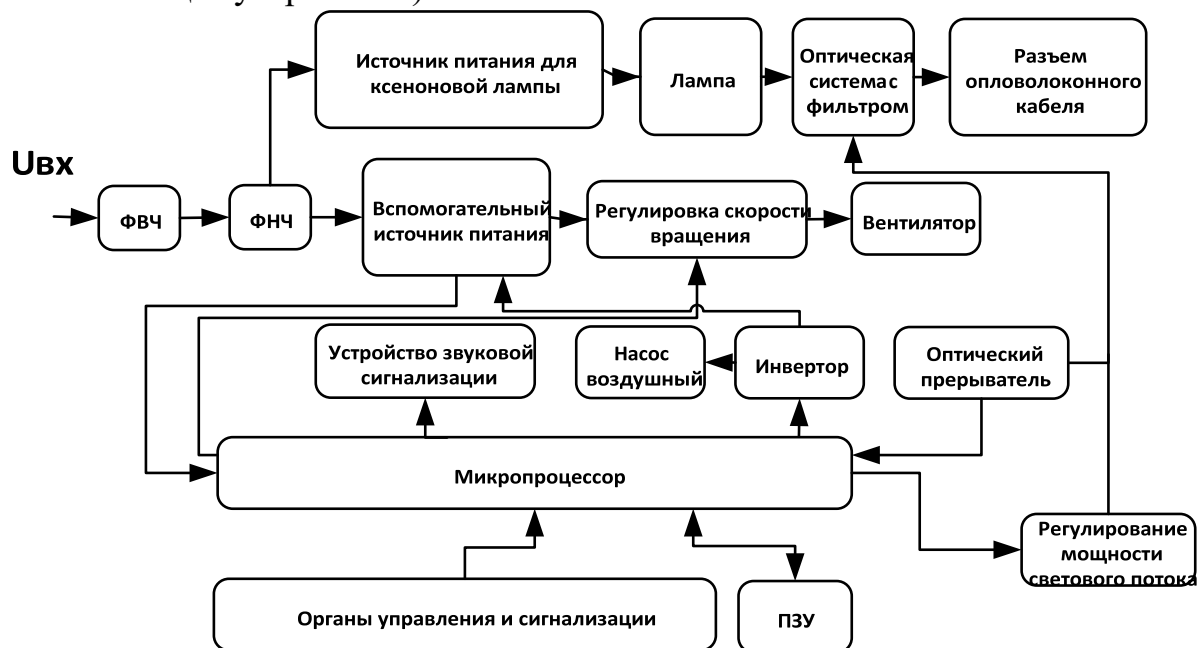 Источник питания для
ксеноновой лампы
Лампа
Оптическая
система с
фильтром
Разъем
опловолоконного
кабеля
Uвх
ФВЧ
ФНЧ
Вспомогательный
источник питания
Регулировка скорости
вращения
Вентилятор
Устройство звуковой
сигнализации
Насос
воздушный
Инвертор
Оптический
прерыватель
Микропроцессор
Регулирование
мощности
светового потока
Органы управления и сигнализации
ПЗУ